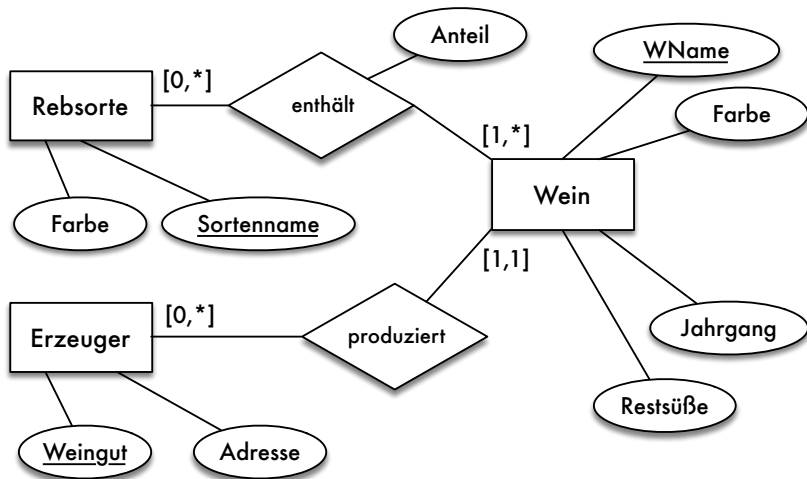 Anteil
WName
[0,*]
Rebsorte
enthält
Farbe
[1,*]
Wein
Farbe
Sortenname
[1,1]
[0,*]
Erzeuger
produziert
Jahrgang
Restsüße
Weingut
Adresse